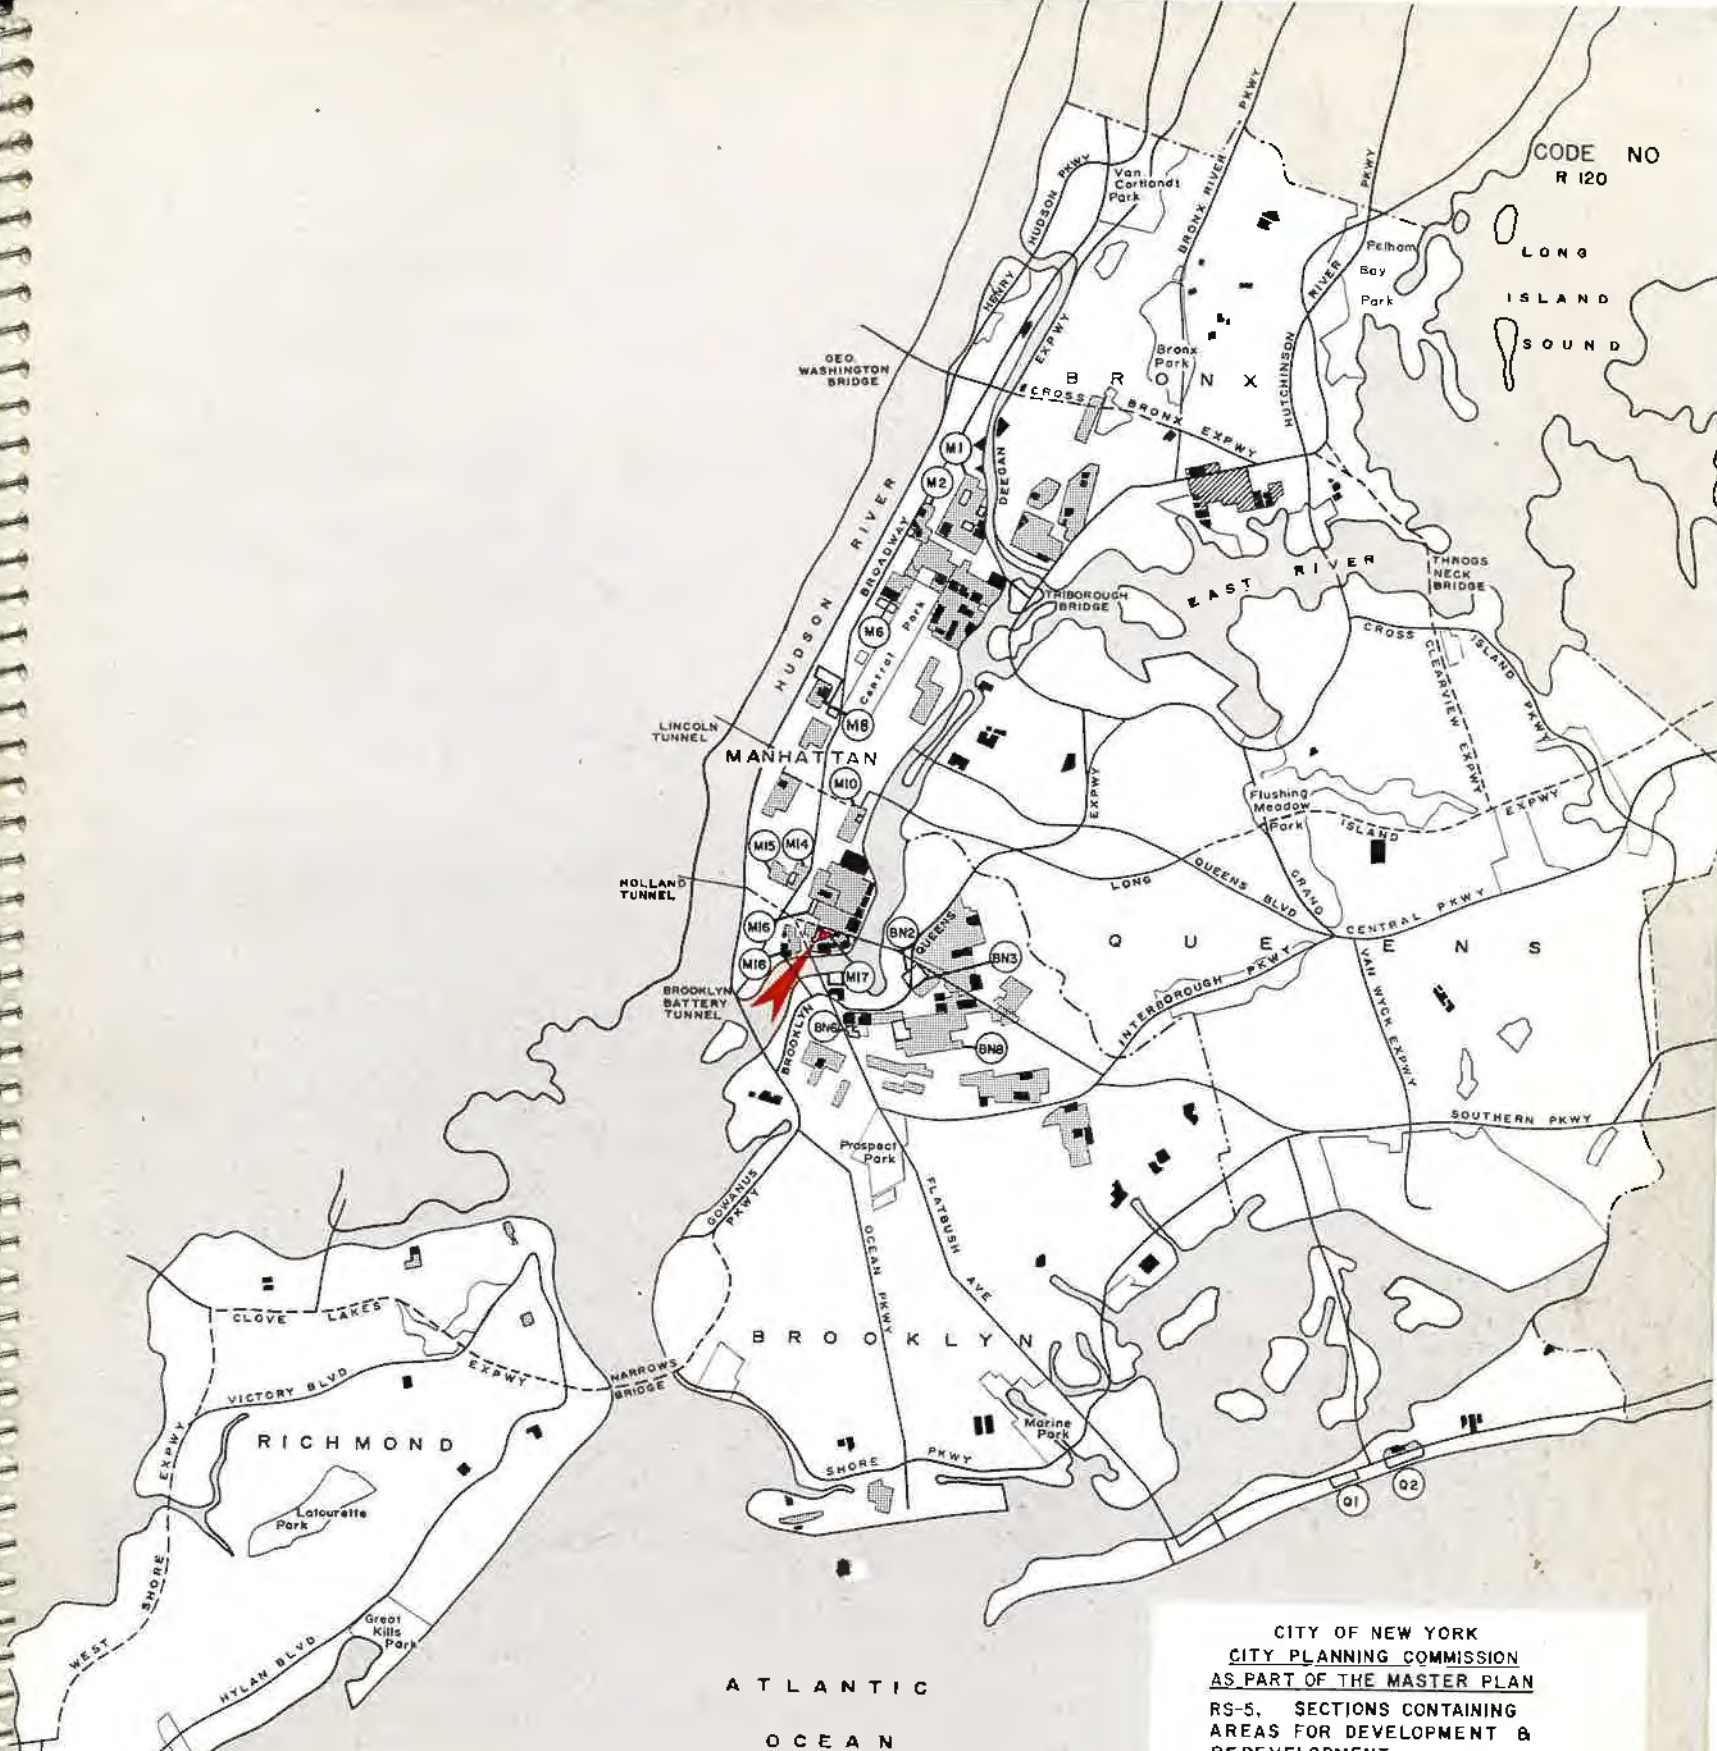 CODE NO
R 120
LONG
ISLAND
SOUND
HENRY HUDSON PKWY
Van
Cortlandt
Park
BRONX RIVER PKWY
HUTCHINSON RIVER PKWY
Pelham
Bay
Park
GEO.
WASHINGTON
BRIDGE
Bronx
Park
BRONX
CROSS BRONX EXPWY
DEEGAN EXPWY
M1
M2
HUDSON RIVER
BROADWAY
EAST RIVER
THROGS
NECK
BRIDGE
TRIBOROUGH
BRIDGE
M6
Central Park
CROSS ISLAND PKWY
CLEARVIEW EXPWY
M8
LINCOLN
TUNNEL
MANHATTAN
M10
Flushing
Meadow
Park
M15
M14
HOLLAND
TUNNEL
LONG ISLAND EXPWY
QUEENS BLVD
GRAND CENTRAL PKWY
M16
M18
M17
BN2
BN3
BROOKLYN QUEENS EXPWY
QUEENS
BROOKLYN
BATTERY
TUNNEL
BN6
BN8
INTERBOROUGH PKWY
VAN WYCK EXPWY
SOUTHERN PKWY
Prospect
Park
GOWANUS
PKWY
OCEAN PKWY
FLATBUSH AVE
CLOVE LAKES EXPWY
NARROWS
BRIDGE
BROOKLYN
VICTORY BLVD
RICHMOND
Marine
Park
SHORE PKWY
Q1
Q2
Latourette
Park
WEST SHORE EXPWY
Great
Kills
Park
HYLAN BLVD
ATLANTIC
OCEAN
CITY OF NEW YORK
CITY PLANNING COMMISSION
AS PART OF THE MASTER PLAN
RS-5, SECTIONS CONTAINING
AREAS FOR DEVELOPMENT &
REDEVELOPMENT